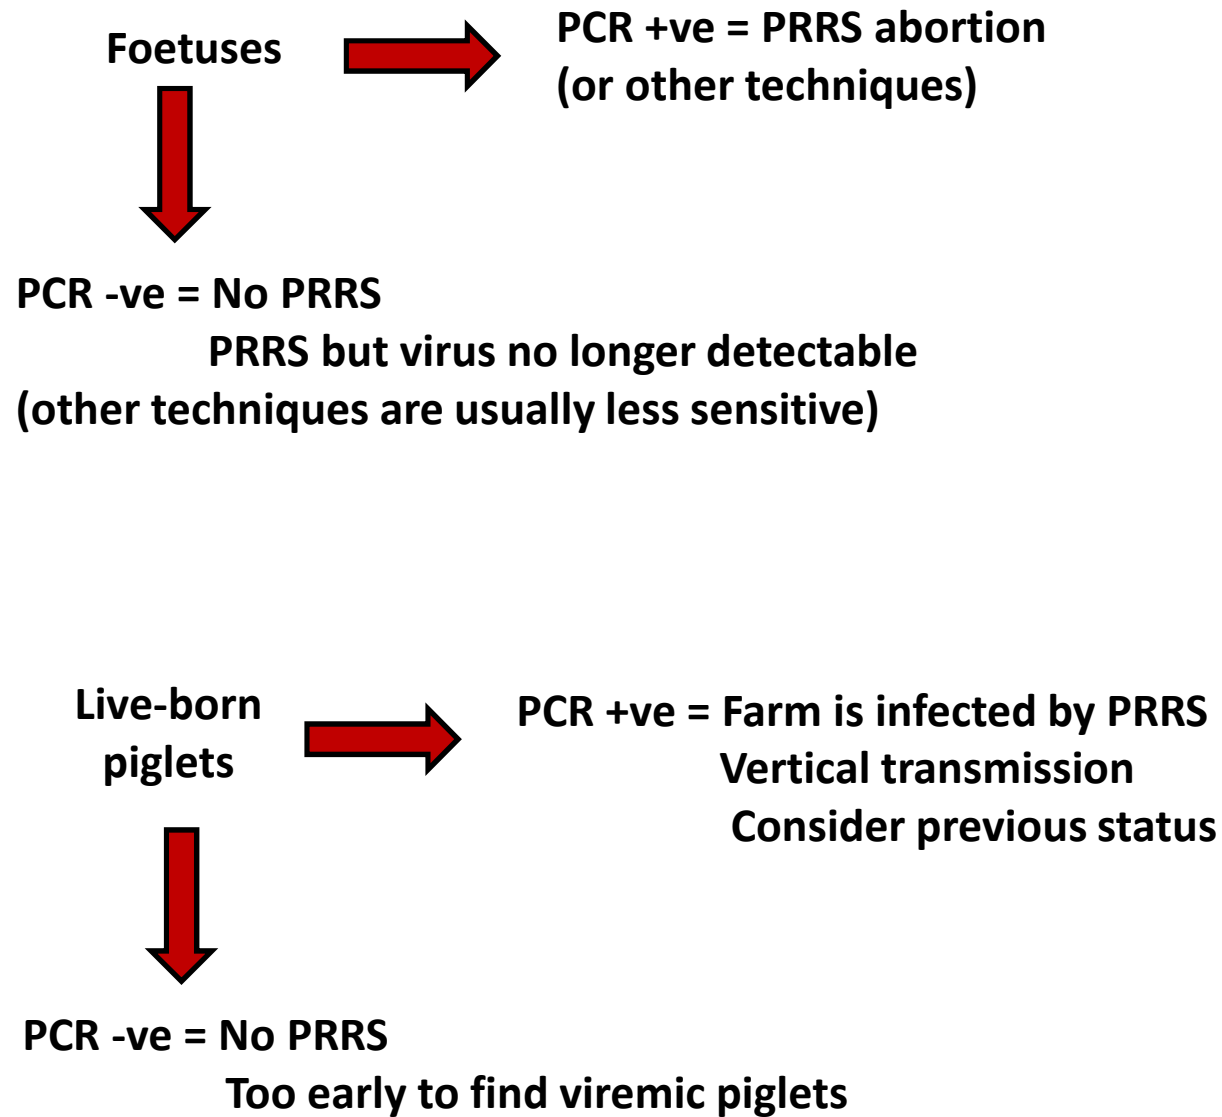 Foetuses
PCR +ve = PRRS abortion
(or other techniques)
PCR -ve = No PRRS
PRRS but virus no longer detectable
(other techniques are usually less sensitive)
Live-born
piglets
PCR +ve = Farm is infected by PRRS
Vertical transmission
Consider previous status
PCR -ve = No PRRS
Too early to find viremic piglets